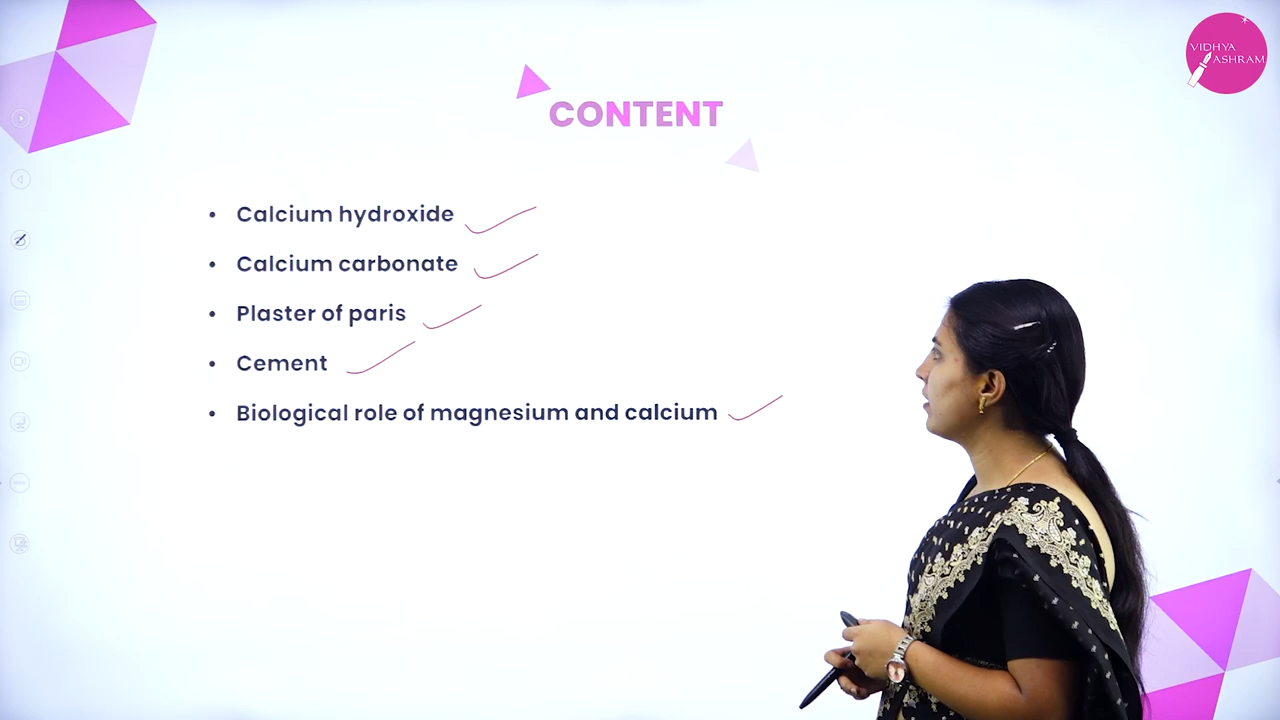 VIDHYA
ASHRAM
CONTENT
• Calcium hydroxide
• Calcium carbonate
• Plaster of paris
• Cement
• Biological role of magnesium and calcium